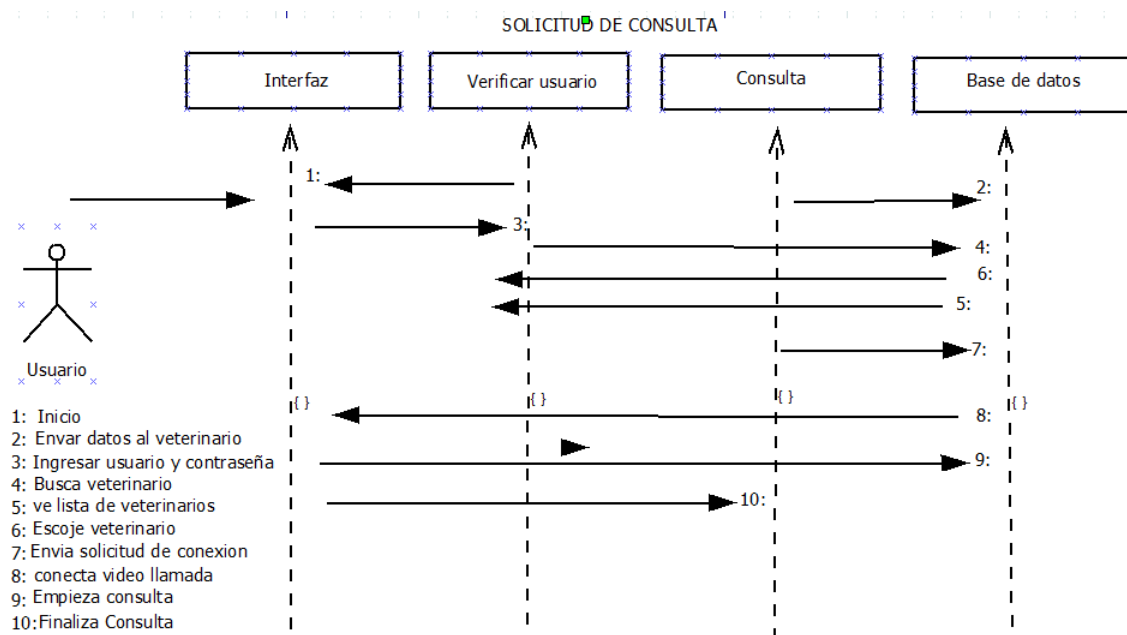 SOLICITUD DE CONSULTA
Interfaz
Verificar usuario
Consulta
Base de datos
1:
2:
3:
4:
6:
5:
7:
{ }
{ }
{ }
{ }
8:
9:
10:
Usuario
1: Inicio
2: Envar datos al veterinario
3: Ingresar usuario y contraseña
4: Busca veterinario
5: ve lista de veterinarios
6: Escoje veterinario
7: Envia solicitud de conexion
8: conecta video llamada
9: Empieza consulta
10:Finaliza Consulta